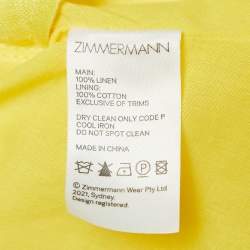 ZIMMERMANN
MAIN:
100% LINEN
LINING:
100% COTTON
EXCLUSIVE OF TRIMS
DRY CLEAN ONLY CODE P
COOL IRON
DO NOT SPOT CLEAN
MADE IN CHINA
© Zimmermann Wear Pty Ltd
2021, Sydney.
Design registered.